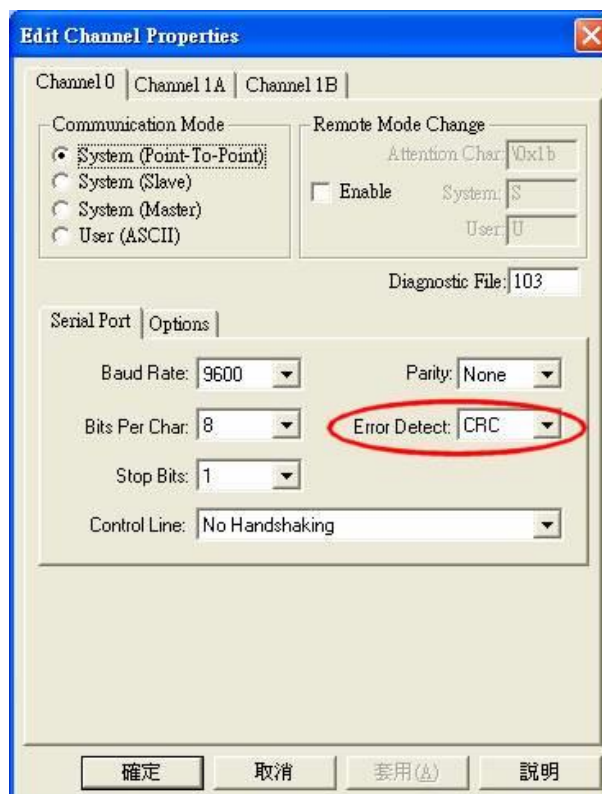 Edit Channel Properties
Channel 0 Channel 1A Channel 1B
Communication Mode
System (Point-To-Point)
System (Slave)
System (Master)
User (ASCII)
Remote Mode Change
Attention Char: \0x1b
Enable
System: S
User: U
Diagnostic File: 103
Serial Port Options
Baud Rate: 9600
Parity: None
Bits Per Char: 8
Error Detect: CRC
Stop Bits: 1
Control Line: No Handshaking
確定 取消 套用(A) 說明